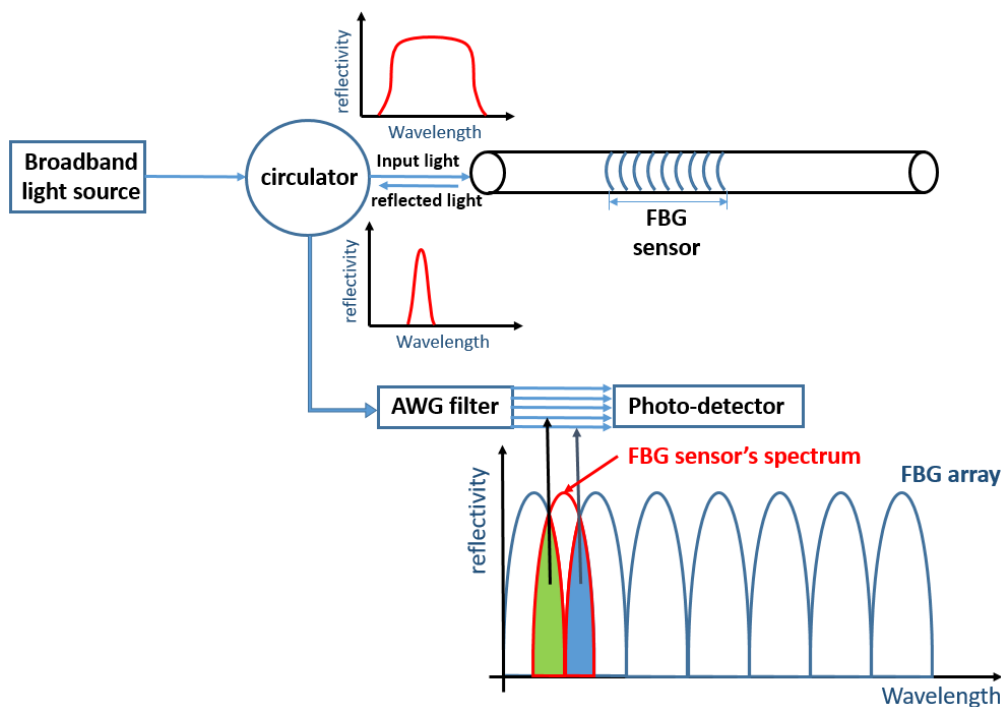 reflectivity
Wavelength
Broadband
light source
circulator
Input light
reflected light
FBG
sensor
reflectivity
Wavelength
AWG filter
Photo-detector
FBG sensor's spectrum
FBG array
reflectivity
Wavelength